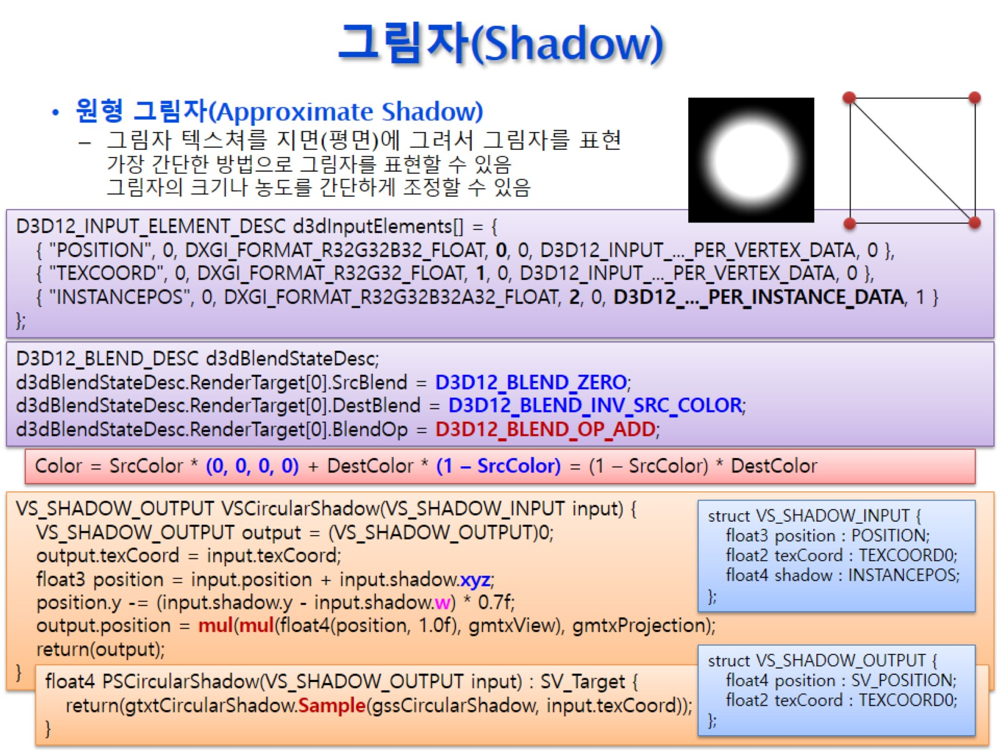 그림자(Shadow)
• 원형 그림자(Approximate Shadow)
– 그림자 텍스쳐를 지면(평면)에 그려서 그림자를 표현
가장 간단한 방법으로 그림자를 표현할 수 있음
그림자의 크기나 농도를 간단하게 조정할 수 있음
D3D12_INPUT_ELEMENT_DESC d3dInputElements[] = {
{ "POSITION", 0, DXGI_FORMAT_R32G32B32_FLOAT, 0, 0, D3D12_INPUT_..._PER_VERTEX_DATA, 0 },
{ "TEXCOORD", 0, DXGI_FORMAT_R32G32_FLOAT, 1, 0, D3D12_INPUT_..._PER_VERTEX_DATA, 0 },
{ "INSTANCEPOS", 0, DXGI_FORMAT_R32G32B32A32_FLOAT, 2, 0, D3D12_..._PER_INSTANCE_DATA, 1 }
};
D3D12_BLEND_DESC d3dBlendStateDesc;
d3dBlendStateDesc.RenderTarget[0].SrcBlend = D3D12_BLEND_ZERO;
d3dBlendStateDesc.RenderTarget[0].DestBlend = D3D12_BLEND_INV_SRC_COLOR;
d3dBlendStateDesc.RenderTarget[0].BlendOp = D3D12_BLEND_OP_ADD;
Color = SrcColor * (0, 0, 0, 0) + DestColor * (1 – SrcColor) = (1 – SrcColor) * DestColor
VS_SHADOW_OUTPUT VSCircularShadow(VS_SHADOW_INPUT input) {
VS_SHADOW_OUTPUT output = (VS_SHADOW_OUTPUT)0;
output.texCoord = input.texCoord;
float3 position = input.position + input.shadow.xyz;
position.y -= (input.shadow.y - input.shadow.w) * 0.7f;
output.position = mul(mul(float4(position, 1.0f), gmtxView), gmtxProjection);
return(output);
}
struct VS_SHADOW_INPUT {
float3 position : POSITION;
float2 texCoord : TEXCOORD0;
float4 shadow : INSTANCEPOS;
};
float4 PSCircularShadow(VS_SHADOW_OUTPUT input) : SV_Target {
return(gtxtCircularShadow.Sample(gssCircularShadow, input.texCoord));
}
struct VS_SHADOW_OUTPUT {
float4 position : SV_POSITION;
float2 texCoord : TEXCOORD0;
};